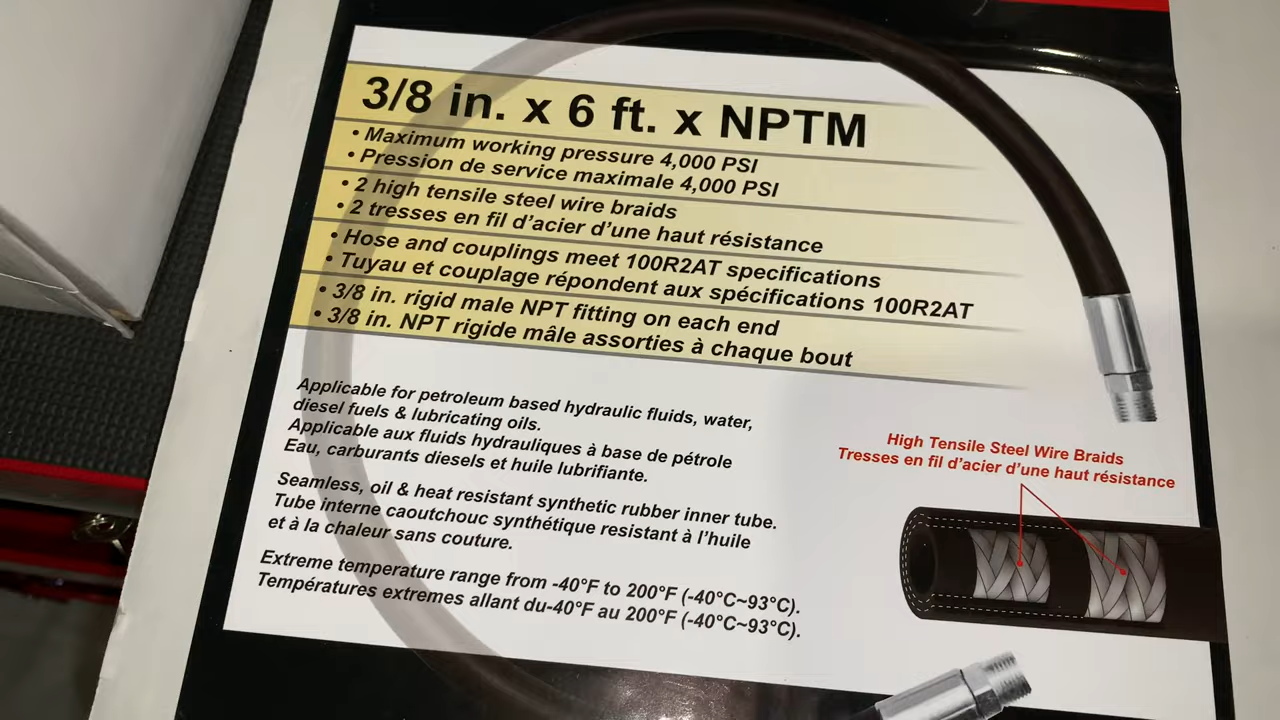 3/8 in. x 6 ft. x NPTM
• Maximum working pressure 4,000 PSI
• Pression de service maximale 4,000 PSI
• 2 high tensile steel wire braids
• 2 tresses en fil d'acier d'une haut résistance
• Hose and couplings meet 100R2AT specifications
• Tuyau et couplage répondent aux spécifications 100R2AT
• 3/8 in. rigid male NPT fitting on each end
• 3/8 in. NPT rigide mâle assorties à chaque bout
Applicable for petroleum based hydraulic fluids, water,
diesel fuels & lubricating oils.
Applicable aux fluids hydrauliques à base de pétrole
Eau, carburants diesels et huile lubrifiante.
Seamless, oil & heat resistant synthetic rubber inner tube.
Tube interne caoutchouc synthétique resistant à l'huile
et à la chaleur sans couture.
Extreme temperature range from -40°F to 200°F (-40°C~93°C).
Températures extremes allant du-40°F au 200°F (-40°C~93°C).
High Tensile Steel Wire Braids
Tresses en fil d'acier d'une haut résistance